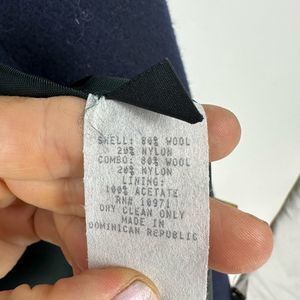 SHELL: 80% WOOL
20% NYLON
COMBO: 80% WOOL
20% NYLON
LINING:
100% ACETATE
RN# 10971
DRY CLEAN ONLY
MADE IN
DOMINICAN REPUBLIC